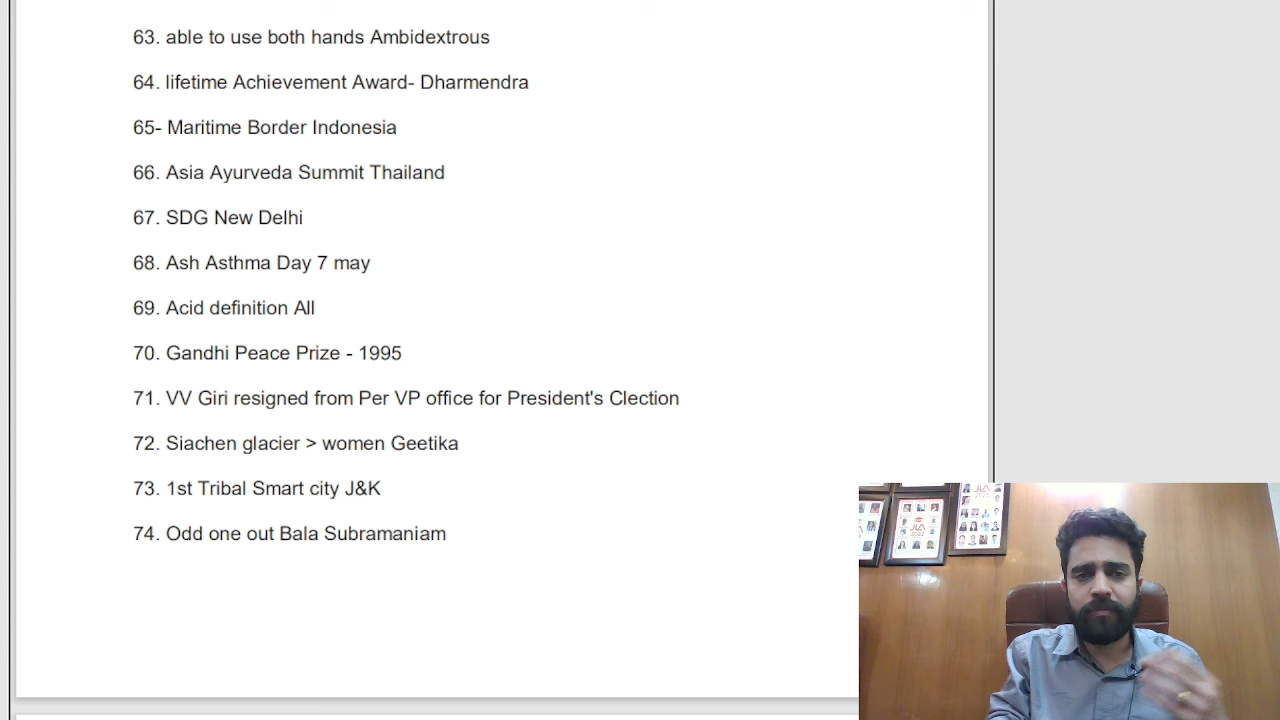 63. able to use both hands Ambidextrous
64. lifetime Achievement Award- Dharmendra
65- Maritime Border Indonesia
66. Asia Ayurveda Summit Thailand
67. SDG New Delhi
68. Ash Asthma Day 7 may
69. Acid definition All
70. Gandhi Peace Prize - 1995
71. VV Giri resigned from Per VP office for President's Clection
72. Siachen glacier > women Geetika
73. 1st Tribal Smart city J&K
74. Odd one out Bala Subramaniam
JLA
JLA